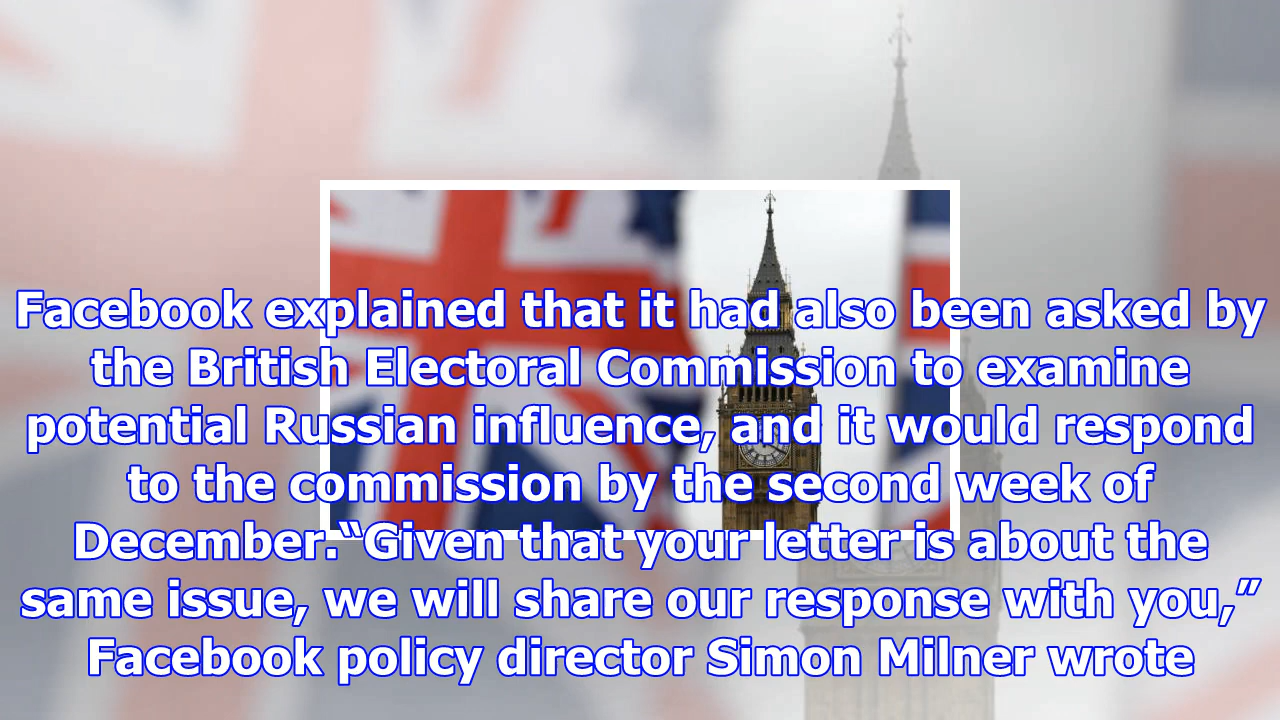 Facebook explained that it had also been asked by
the British Electoral Commission to examine
potential Russian influence, and it would respond
to the commission by the second week of
December.“Given that your letter is about the
same issue, we will share our response with you,”
Facebook policy director Simon Milner wrote